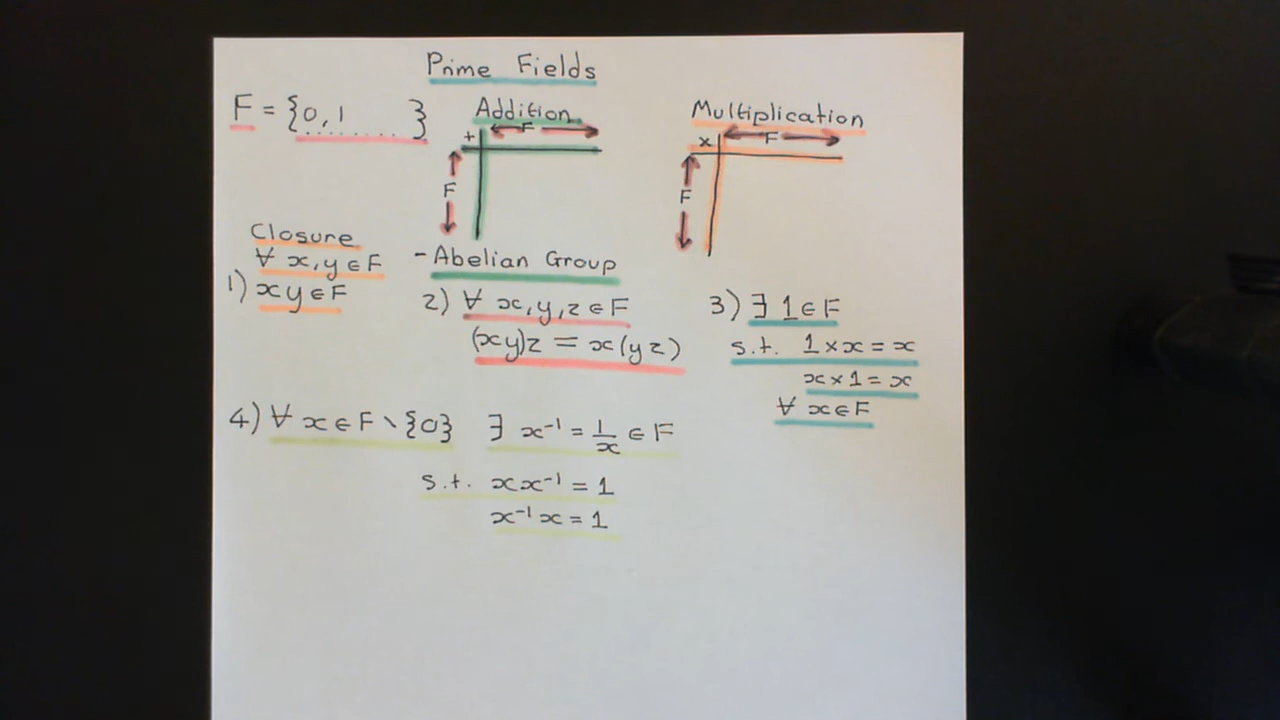 Prime Fields
F = {0, 1 ........ }
Addition
+ F
F
Multiplication
x F
F
Closure
∀ x, y ∈ F
1) xy ∈ F
- Abelian Group
2) ∀ x, y, z ∈ F
(xy)z = x(yz)
3) ∃ 1 ∈ F
s.t. 1 × x = x
x × 1 = x
∀ x ∈ F
4) ∀ x ∈ F \ {0} ∃ x⁻¹ = 1/x ∈ F
s.t. xx⁻¹ = 1
x⁻¹x = 1